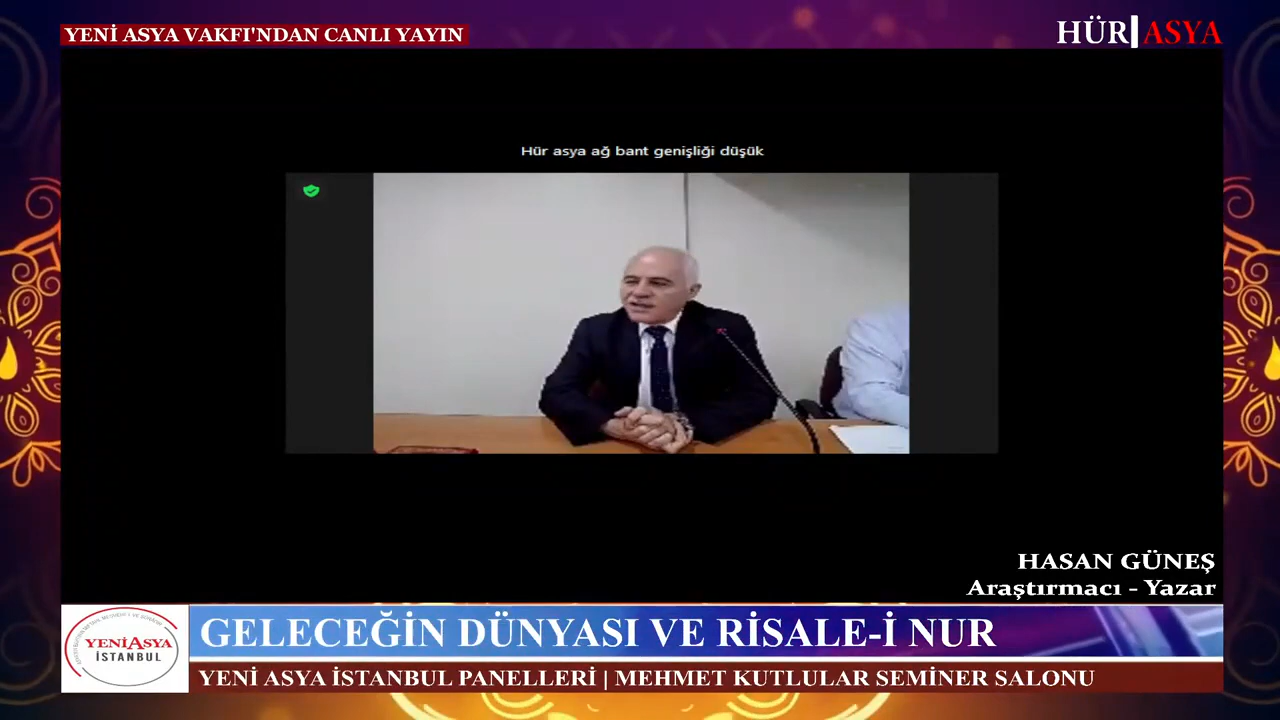 YENİ ASYA VAKFI'NDAN CANLI YAYIN
HÜR ASYA
Hür asya ağ bant genişliği düşük
HASAN GÜNEŞ
Araştırmacı - Yazar
YENİASYA
İSTANBUL
GELECEĞİN DÜNYASI VE RİSALE-İ NUR
YENİ ASYA İSTANBUL PANELLERİ | MEHMET KUTLULAR SEMİNER SALONU